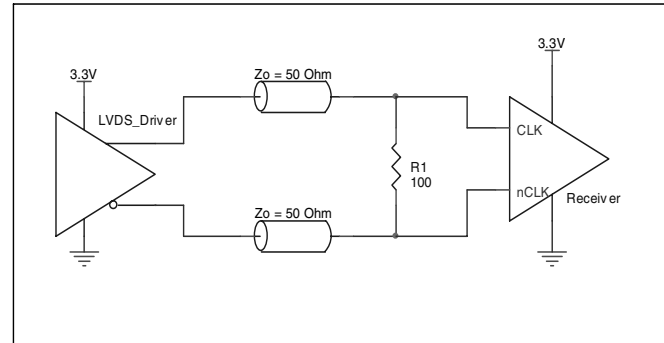 3.3V
LVDS_Driver
Zo = 50 Ohm
Zo = 50 Ohm
R1
100
3.3V
CLK
nCLK
Receiver